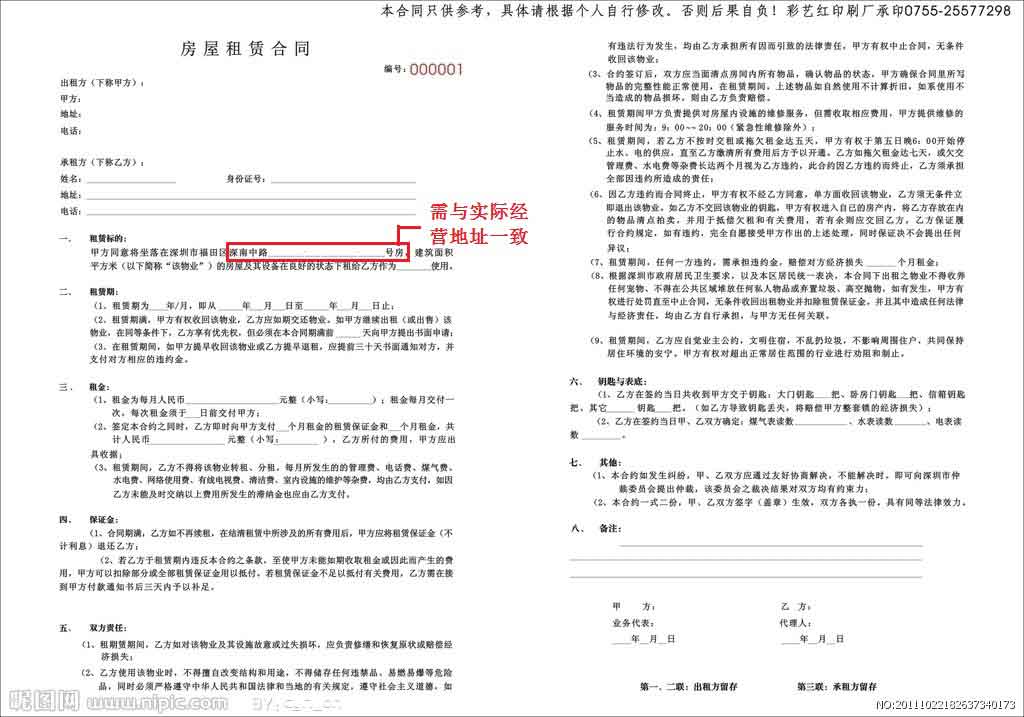 本合同只供参考，具体请根据个人自行修改。否则后果自负！彩艺红印刷厂承印0755-25577298
房屋租赁合同
编号：000001
出租方（下称甲方）：
甲方：
地址：
电话：
承租方（下称乙方）：
姓名：________ 身份证号：________
地址：________
电话：________
需与实际经
营地址一致
一、 租赁标的：
甲方同意将坐落在深圳市福田区深南中路________号房，建筑面积
平方米（以下简称“该物业”）的房屋及其设备在良好的状态下租给乙方作为______使用。
二、 租赁期：
（1、租赁期为___年/月，即从_____年__月__日至_____年__月__日止；
（2、租赁期满，甲方有权收回该物业，乙方应如期交还物业。如甲方继续出租（或出售）该
物业，在同等条件下，乙方享有优先权，但必须在本合同期满前_____天向甲方提出书面申请；
（3、在租赁期间，如甲方提早收回该物业或乙方提早退租，应提前三十天书面通知对方，并
支付对方相应的违约金。
三、 租金：
（1、租金为每月人民币________元整（小写：________）；租金每月交付一
次，每次租金须于__日前交付甲方；
（2、签定本合约之同时，乙方即时向甲方支付__个月租金的租赁保证金和__个月租金，共
计人民币________元整（小写：________），乙方所付的费用，甲方应出
具收据；
（3、租赁期间，乙方不得将该物业转租、分租，每月所发生的的管理费、电话费、煤气费、
水电费、网络使用费、有线电视费、清洁费、室内设施的维护等杂费，均由乙方支付，如因
乙方未能及时交纳以上费用所发生的滞纳金也应由乙方支付。
四、 保证金：
（1、合同期满，乙方如不再续租，在结清租赁中所涉及的所有费用后，甲方应将租赁保证金（不
计利息）退还乙方；
（2、若乙方于租赁期内违反本合约之条款，至使甲方未能如期收取租金或因此而产生的费
用，甲方可以扣除部分或全部租赁保证金用以抵付，若租赁保证金不足以抵付有关费用，乙方需在接
到甲方付款通知书后三天内予以补足。
五、 双方责任：
（1、租期赁期间，乙方如对该物业及其设施故意或过失损坏，应负责修缮和恢复原状或赔偿经
济损失；
（2、乙方使用该物业时，不得擅自改变结构和用途，不得储存任何违禁品、易燃易爆等危险
品，同时必须严格遵守中华人民共和国法律和当地的有关规定，遵守社会主义道德。如
有违法行为发生，均由乙方承担所有因而引致的法律责任，甲方有权中止合同，无条件
收回该物业；
（3、合约签订后，双方应当面清点房间内所有物品，确认物品的状态，甲方确保合同里所写
物品的完整性能正常使用，在租赁期间，上述物品如自然使用不计算折旧，如系使用不
当造成的物品损坏，则由乙方负责赔偿。
（4、租赁期间甲方负责提供对房屋内设施的维修服务，但需收取相应费用，甲方提供维修的
服务时间为：9：00～～20：00（紧急性维修除外）；
（5、租赁期间，若乙方不按时交租或拖欠租金达五天，甲方有权于第五日晚6：00开始停
止水、电的供应，直至乙方缴清所有费用后方予以开通。乙方如拖欠租金达七天，或欠交
管理费、水电费等杂费长达两个月视为乙方违约，此合约因乙方违约而终止，乙方须承担
全部因违约所造成的责任；
（6、因乙方违约而合同终止，甲方有权不经乙方同意，单方面收回该物业，乙方须无条件立
即退出该物业。如乙方不交回该物业的钥匙，甲方有权进入自己的房产内，将乙方存放在内
的物品清点拍卖，并用于抵偿欠租和有关费用，若有余则应交回乙方。乙方保证履
行合约规定，如有违约，完全自愿接受甲方作出的上述处理，同时保证决不会提出任何
异议；
（7、租赁期间，任何一方违约，需承担违约金，赔偿对方经济损失______个月租金；
（8、根据深圳市政府居民卫生要求，以及本区居民统一表决，本合同下出租之物业不得收养
任何宠物、不得在公共区域堆放任何私人物品或弃置垃圾、高空抛物，如有发生，甲方有
权进行处罚直至中止合同，无条件收回出租物业并扣除租赁保证金，并且其中造成任何法律
与经济责任，均由乙方自行承担，与甲方无任何关联。
（9、租赁期间，乙方应自觉业主公约，文明住宿，不乱扔垃圾，不影响周围住户，共同保持
居住环境的安宁。甲方有权对超出正常居住范围的行业进行劝阻和制止。
六、 钥匙与表底：
（1、乙方在签约当日共收到甲方交于钥匙：大门钥匙___把、卧房门钥匙__把、信箱钥匙
把、其它_____钥匙___把。（如乙方导致钥匙丢失，将赔偿甲方整套锁的经济损失）；
（2、乙方在签约当日甲、乙双方确定：煤气表读数________、水表读数______、电表读
数________。
七、 其他：
（1、本合约如发生纠纷，甲、乙双方应通过友好协商解决，不能解决时，即可向深圳市仲
裁委员会提出仲裁，该委员会之裁决结果对双方均有约束力；
（2、本合约一式二份，甲、乙双方签字（盖章）生效，双方各执一份，具有同等法律效力。
八、 备注：
甲 方： 乙 方：
业务代表： 代理人：
____年__月__日 ____年__月__日
第一、二联：出租方留存 第三联：承租方留存
昵图网 www.nipic.com
NO:20111022182637340173